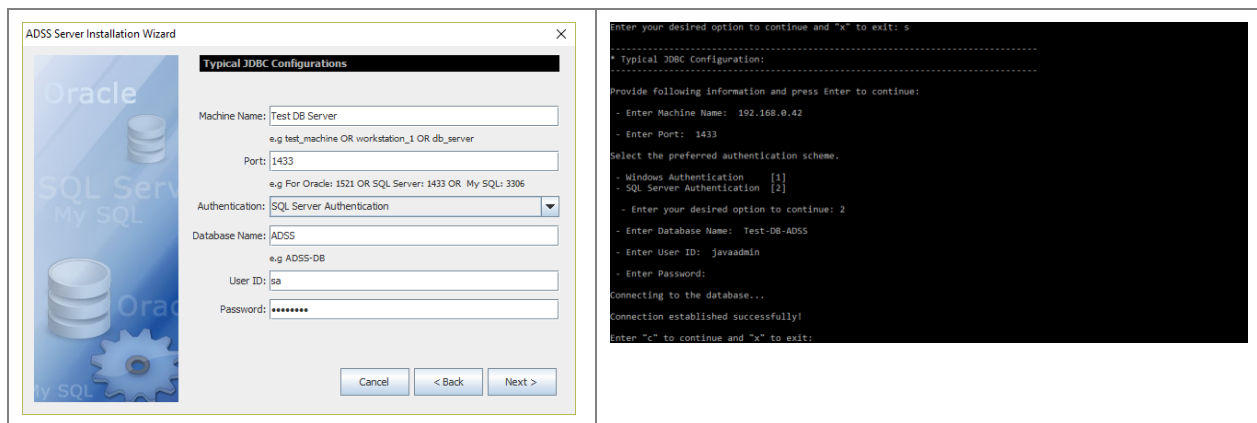 ADSS Server Installation Wizard
Typical JDBC Configurations
Oracle
SQL Serv
My SQL
Orac
My SQL
Machine Name: Test DB Server
e.g test_machine OR workstation_1 OR db_server
Port: 1433
e.g For Oracle: 1521 OR SQL Server: 1433 OR My SQL: 3306
Authentication: SQL Server Authentication
Database Name: ADSS
e.g ADSS-DB
User ID: sa
Password: ••••••••
Cancel < Back Next >
Enter your desired option to continue and "x" to exit: s
--------------------------------------------------------------------------------
* Typical JDBC Configuration:
--------------------------------------------------------------------------------
Provide following information and press Enter to continue:
- Enter Machine Name: 192.168.0.42
- Enter Port: 1433
Select the preferred authentication scheme.
- Windows Authentication [1]
- SQL Server Authentication [2]
- Enter your desired option to continue: 2
- Enter Database Name: Test-DB-ADSS
- Enter User ID: javaadmin
- Enter Password:
Connecting to the database...
Connection established successfully!
Enter "c" to continue and "x" to exit: